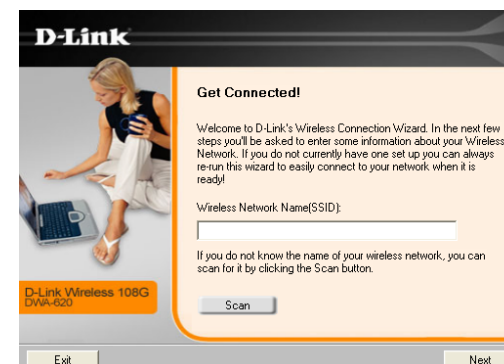 D-Link
Get Connected!
Welcome to D-Link's Wireless Connection Wizard. In the next few
steps you'll be asked to enter some information about your Wireless
Network. If you do not currently have one set up you can always
re-run this wizard to easily connect to your network when it is
ready!
Wireless Network Name(SSID):
If you do not know the name of your wireless network, you can
scan for it by clicking the Scan button.
Scan
D-Link Wireless 108G
DWA-620
Exit
Next